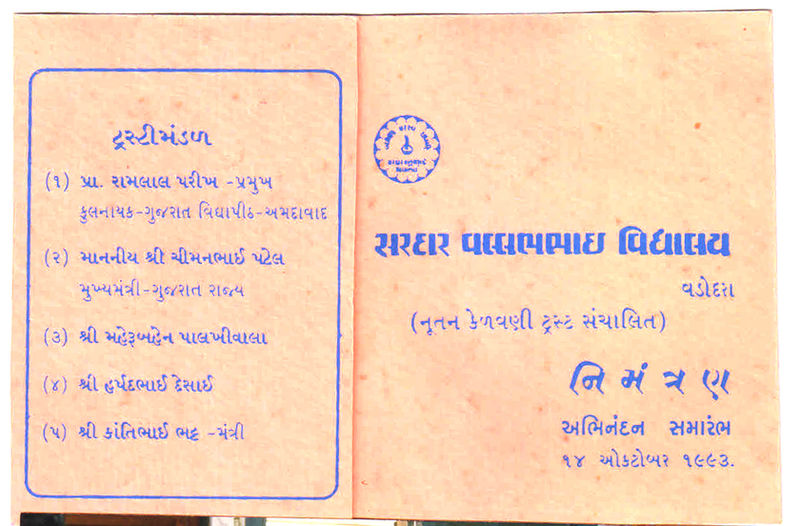 ટ્રસ્ટીમંડળ
(૧) પ્રા. રામલાલ પરીખ -પ્રમુખ
કુલનાયક-ગુજરાત વિદ્યાપીઠ-અમદાવાદ
(૨) માનનીય શ્રી ચીમનભાઈ પટેલ
મુખ્યમંત્રી-ગુજરાત રાજ્ય
(૩) શ્રી મહેરૂબહેન પાલખીવાલા
(૪) શ્રી હર્ષદભાઈ દેસાઈ
(૫) શ્રી કાંતિભાઈ ભટ્ટ -મંત્રી
સરદાર વલ્લભભાઇ વિદ્યાલય
વડોદરા
(નૂતન કેળવણી ટ્રસ્ટ સંચાલિત)
નિમંત્રણ
અભિનંદન સમારંભ
૧૪ ઓક્ટોબર ૧૯૯૩.